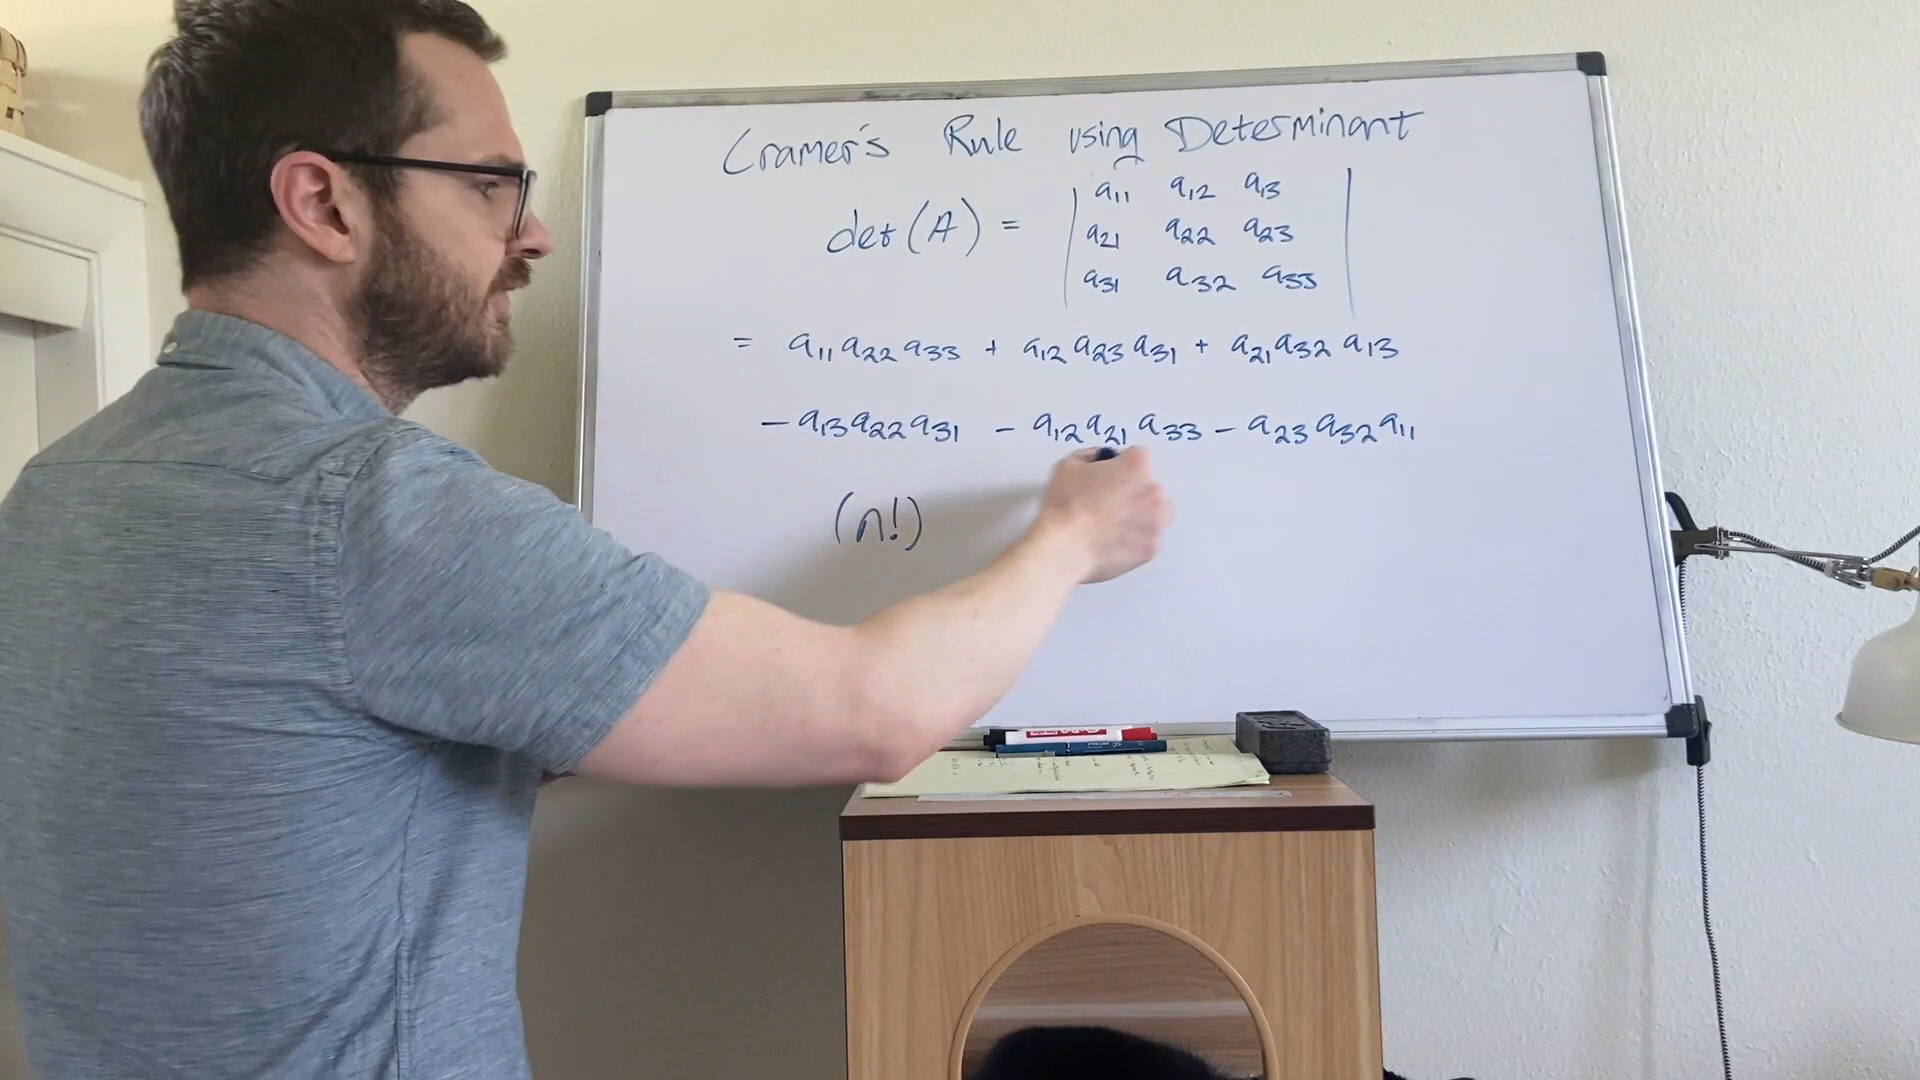 Cramer's Rule using Determinant
det(A) = | a11 a12 a13 |
| a21 a22 a23 |
| a31 a32 a33 |
= a11a22a33 + a12a23a31 + a21a32a13
- a13a22a31 - a12a21a33 - a23a32a11
(n!)